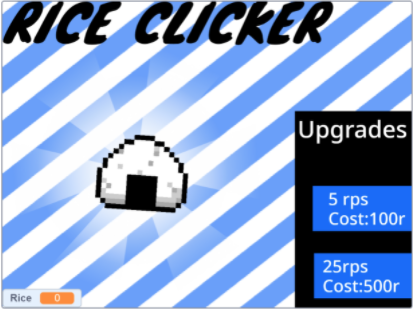 RICE CLICKER
Upgrades
5 rps
Cost:100r
25rps
Cost:500r
Rice 0